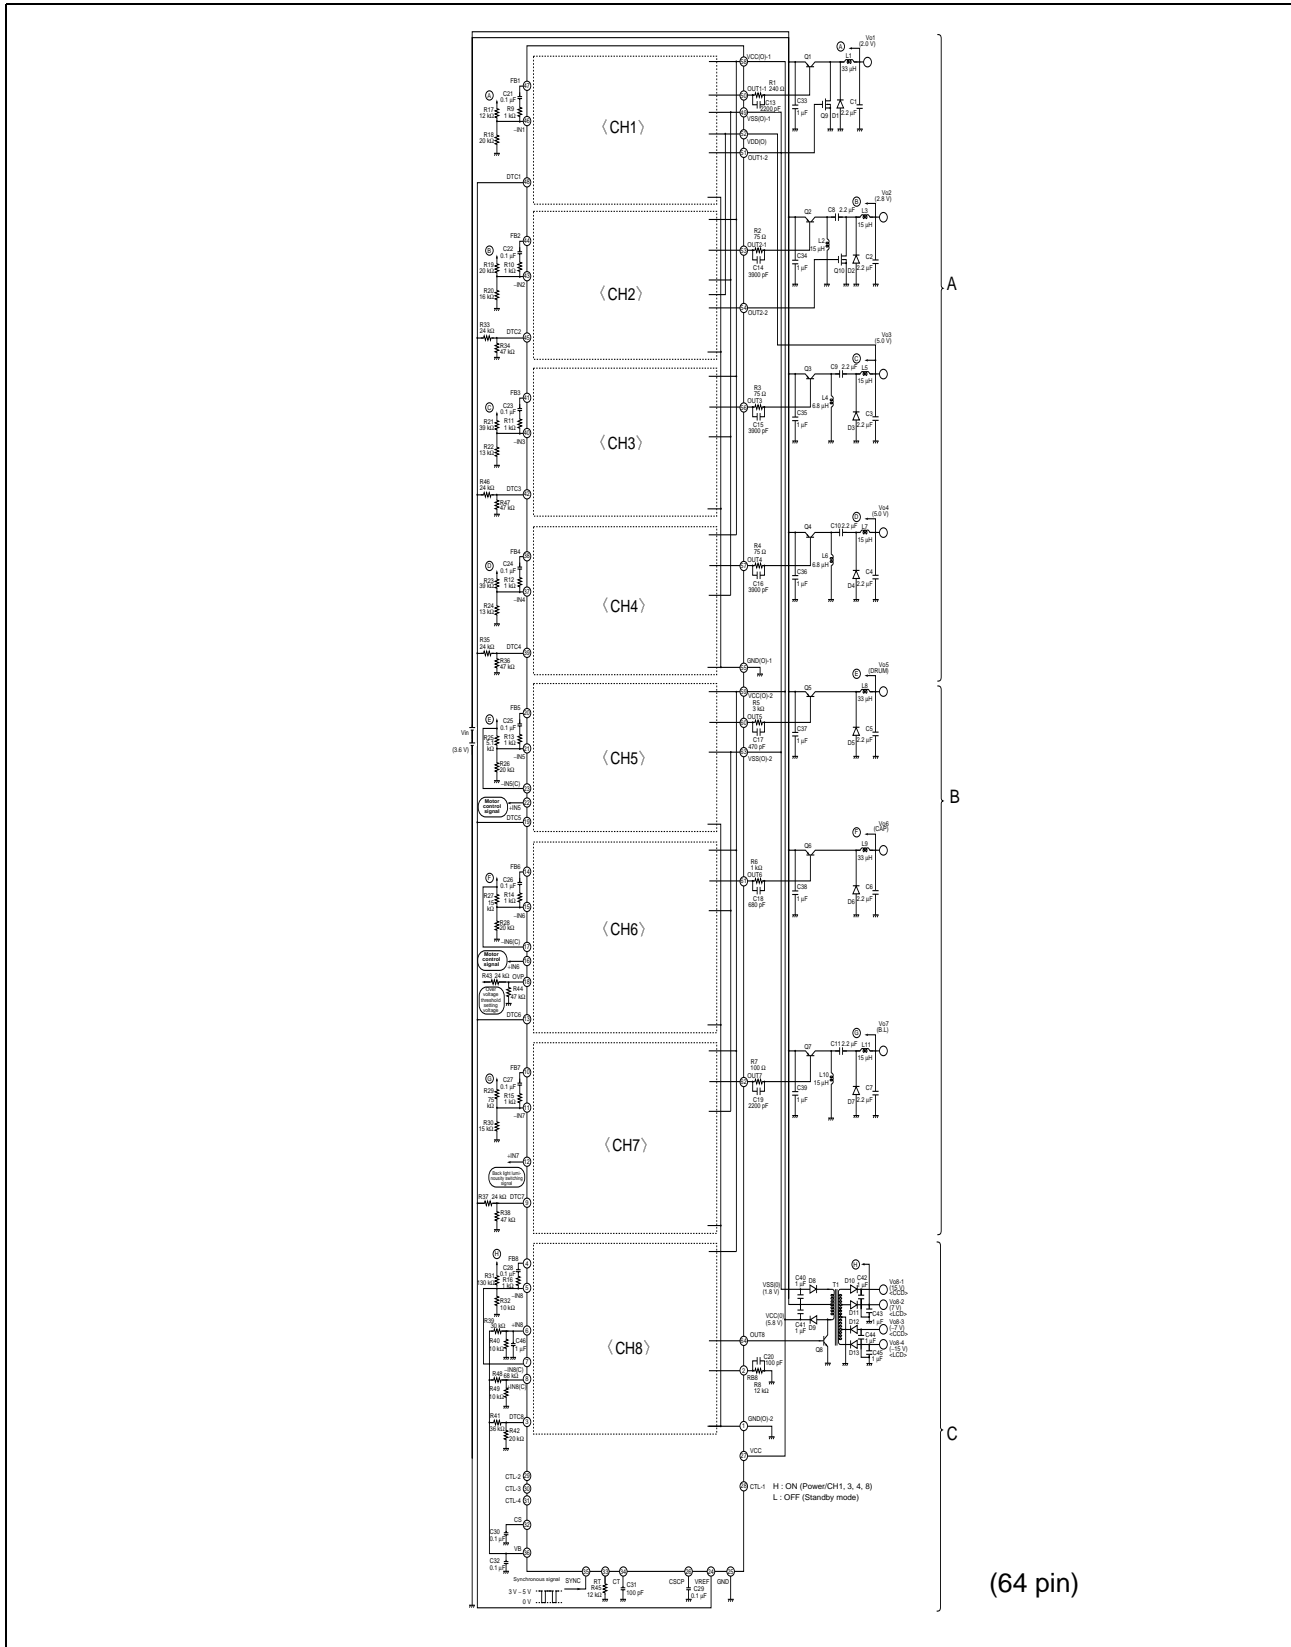 VCC(O)-1
Q1
A
Vo1
(2.0 V)
L1
33 µH
FB1
C21
0.1 µF
A
R17
12 kΩ
R9
1 kΩ
–IN1
R18
20 kΩ
DTC1
〈CH1〉
OUT1-1
R1
240 Ω
C13
2200 pF
VSS(O)-1
VDD(O)
OUT1-2
C33
1 µF
Q9
D1
2.2 µF
C1
FB2
C22
0.1 µF
B
R19
20 kΩ
R10
1 kΩ
–IN2
R20
16 kΩ
R33
24 kΩ
DTC2
R34
47 kΩ
〈CH2〉
R2
75 Ω
OUT2-1
C14
3900 pF
OUT2-2
Q2
C8
2.2 µF
B
Vo2
(2.8 V)
L3
15 µH
L2
15 µH
C34
1 µF
Q10
D2
2.2 µF
C2
A
FB3
C23
0.1 µF
C
R21
39 kΩ
R11
1 kΩ
–IN3
R22
13 kΩ
R46
24 kΩ
DTC3
R47
47 kΩ
〈CH3〉
R3
75 Ω
OUT3
C15
3900 pF
Q3
C9
2.2 µF
C
Vo3
(5.0 V)
L5
15 µH
L4
6.8 µH
C35
1 µF
D3
2.2 µF
C3
FB4
C24
0.1 µF
D
R23
39 kΩ
R12
1 kΩ
–IN4
R24
13 kΩ
R35
24 kΩ
DTC4
R36
47 kΩ
〈CH4〉
R4
75 Ω
OUT4
C16
3900 pF
GND(O)-1
Q4
C10
2.2 µF
D
Vo4
(5.0 V)
L7
15 µH
L6
6.8 µH
C36
1 µF
D4
2.2 µF
C4
Vin
(3.6 V)
FB5
C25
0.1 µF
E
R25
5.1
kΩ
R13
1 kΩ
–IN5
R26
20 kΩ
–IN5(C)
Motor
control
signal
+IN5
DTC5
〈CH5〉
VCC(O)-2
R5
3 kΩ
OUT5
C17
470 pF
VSS(O)-2
Q5
E
Vo5
(DRUM)
L8
33 µH
C37
1 µF
D5
2.2 µF
C5
B
FB6
C26
0.1 µF
F
R27
15
kΩ
R14
1 kΩ
–IN6
R28
20 kΩ
–IN6(C)
Motor
control
signal
+IN6
R43 24 kΩ
OVP
R44
47 kΩ
Over
voltage
threshold
setting
voltage
DTC6
〈CH6〉
R6
1 kΩ
OUT6
C18
680 pF
Q6
F
Vo6
(CAP)
L9
33 µH
C38
1 µF
D6
2.2 µF
C6
FB7
C27
0.1 µF
G
R29
75
kΩ
R15
1 kΩ
–IN7
R30
15 kΩ
+IN7
Back light lumi-
nousity switching
signal
R37 24 kΩ
DTC7
R38
47 kΩ
〈CH7〉
R7
100 Ω
OUT7
C19
2200 pF
Q7
C11 2.2 µF
G
Vo7
(B.L)
L11
15 µH
L10
15 µH
C39
1 µF
D7
2.2 µF
C7
H
FB8
C28
0.1 µF
R31
130 kΩ
R16
1 kΩ
–IN8
R32
10 kΩ
R39
30 kΩ
+IN8
R40
10 kΩ
C46
1 µF
–IN8(C)
R48
68 kΩ
+IN8(C)
R49
10 kΩ
R41
36 kΩ
DTC8
R42
20 kΩ
〈CH8〉
VSS(0)
(1.8 V)
C40
1 µF
D8
T1
D10
C42
1 µF
H
Vo8-1
(15 V)
<CCD>
Vo8-2
(7 V)
<LCD>
C43
1 µF
D11
D12
Vo8-3
(–7 V)
<CCD>
C44
1 µF
Vo8-4
(–15 V)
<LCD>
C45
1 µF
D13
VCC(0)
(5.8 V)
C41
1 µF
D9
OUT8
Q8
C20
100 pF
RB8
R8
12 kΩ
GND(O)-2
C
VCC
CTL-2
CTL-3
CTL-4
CTL-1
H : ON (Power/CH1, 3, 4, 8)
L : OFF (Standby mode)
CS
C30
0.1 µF
VB
C32
0.1 µF
Synchronous signal
3 V – 5 V
0 V
SYNC
RT
R45
12 kΩ
CT
C31
100 pF
CSCP
C29
0.1 µF
VREF
GND
(64 pin)